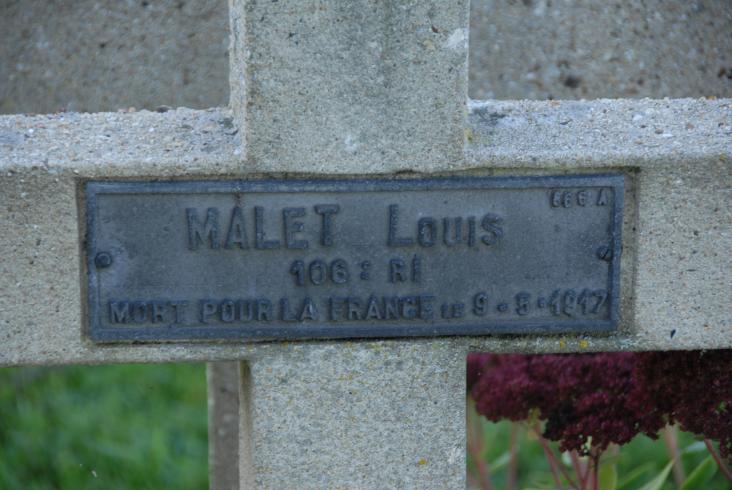 666 A
MALET LOUIS
106E RI
MORT POUR LA FRANCE LE 9-5-1917